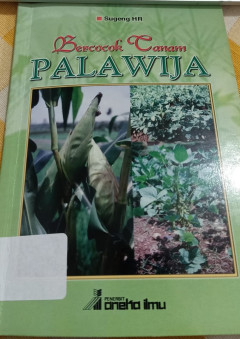 Sugeng HR
Bercocok Tanam
PALAWIJA
PENERBIT
aneka ilmu